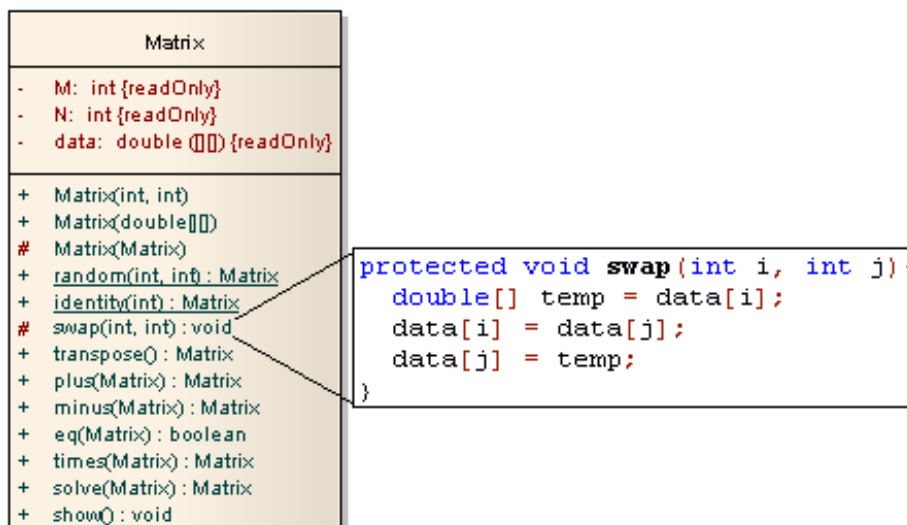 Matrix
- M: int {readOnly}
- N: int {readOnly}
- data: double ([][]) {readOnly}
+ Matrix(int, int)
+ Matrix(double[][])
# Matrix(Matrix)
+ random(int, int) : Matrix
+ identity(int) : Matrix
# swap(int, int) : void
+ transpose() : Matrix
+ plus(Matrix) : Matrix
+ minus(Matrix) : Matrix
+ eq(Matrix) : boolean
+ times(Matrix) : Matrix
+ solve(Matrix) : Matrix
+ show() : void
protected void swap(int i, int j){
double[] temp = data[i];
data[i] = data[j];
data[j] = temp;
}